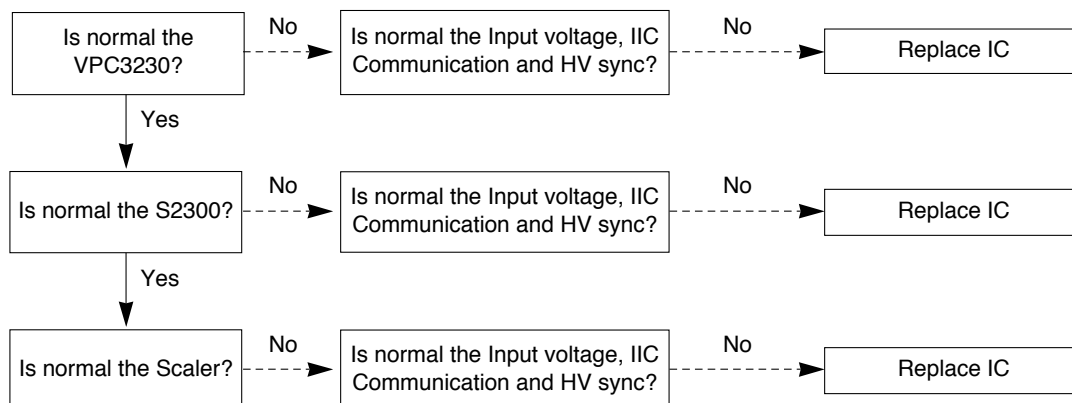 Is normal the
VPC3230?
No
Is normal the Input voltage, IIC
Communication and HV sync?
No
Replace IC
Yes
Is normal the S2300?
No
Is normal the Input voltage, IIC
Communication and HV sync?
No
Replace IC
Yes
Is normal the Scaler?
No
Is normal the Input voltage, IIC
Communication and HV sync?
No
Replace IC